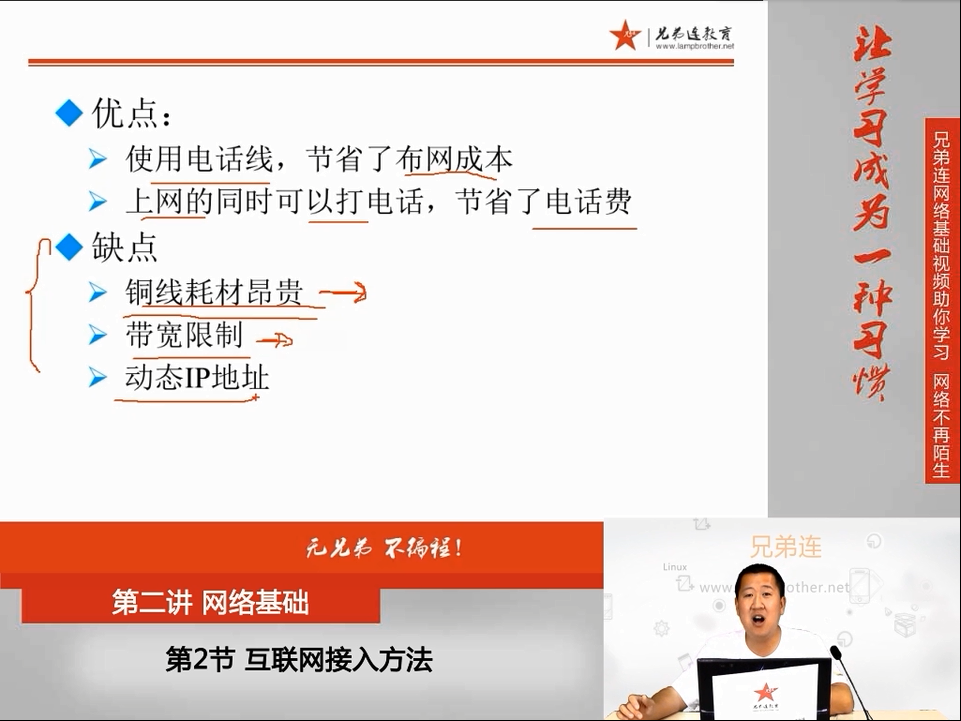 兄弟连教育
www.lampbrother.net
优点：
使用电话线，节省了布网成本
上网的同时可以打电话，节省了电话费
缺点
铜线耗材昂贵
带宽限制
动态IP地址
让学习成为一种习惯
兄弟连网络基础视频助你学习 网络不再陌生
无兄弟 不编程！
第二讲 网络基础
第2节 互联网接入方法
兄弟连
Linux
兄弟连教育